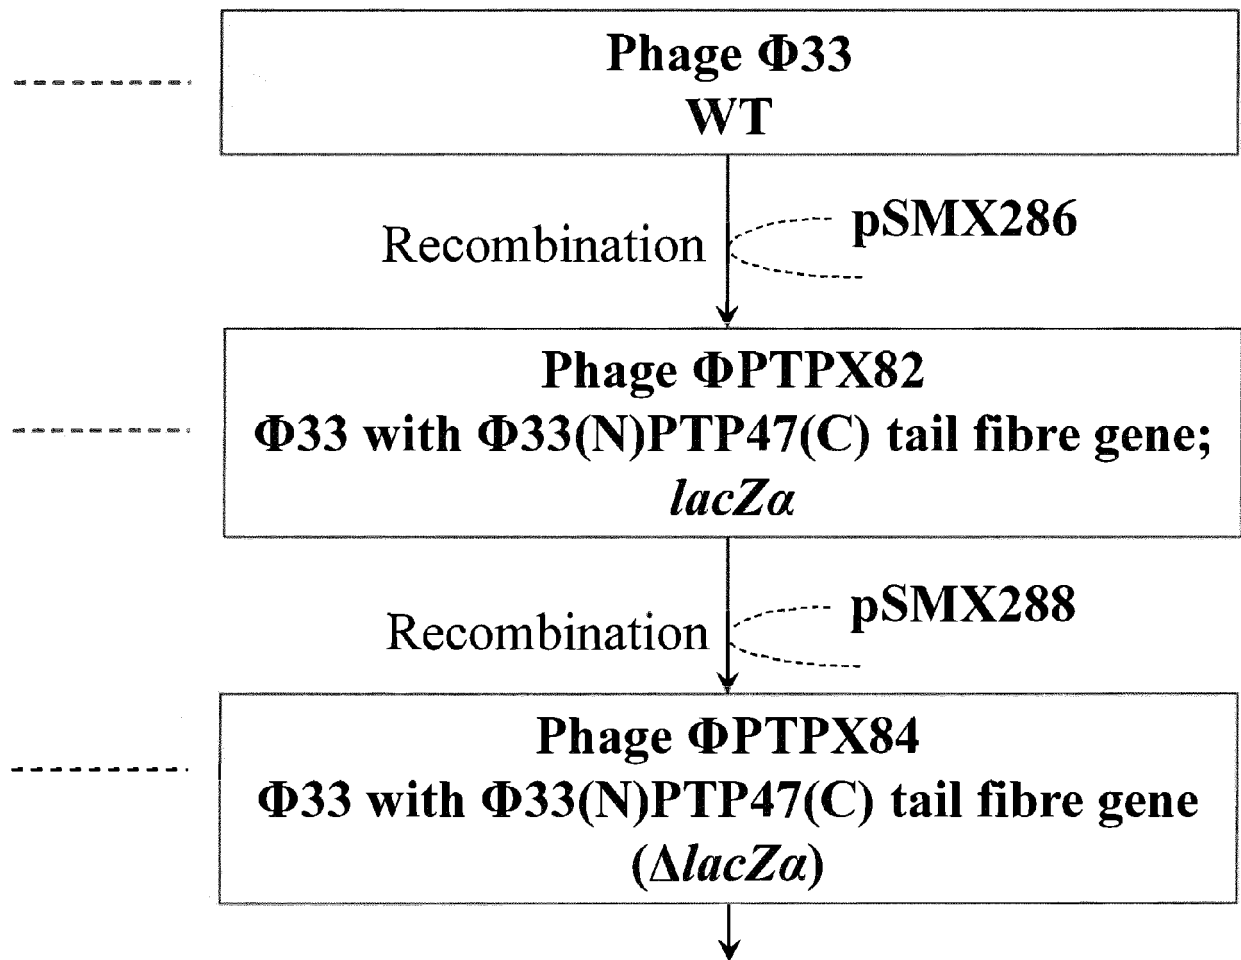 Phage Φ33
WT
Recombination
pSMX286
Phage ΦPTPX82
Φ33 with Φ33(N)PTP47(C) tail fibre gene;
lacZα
Recombination
pSMX288
Phage ΦPTPX84
Φ33 with Φ33(N)PTP47(C) tail fibre gene
(ΔlacZα)